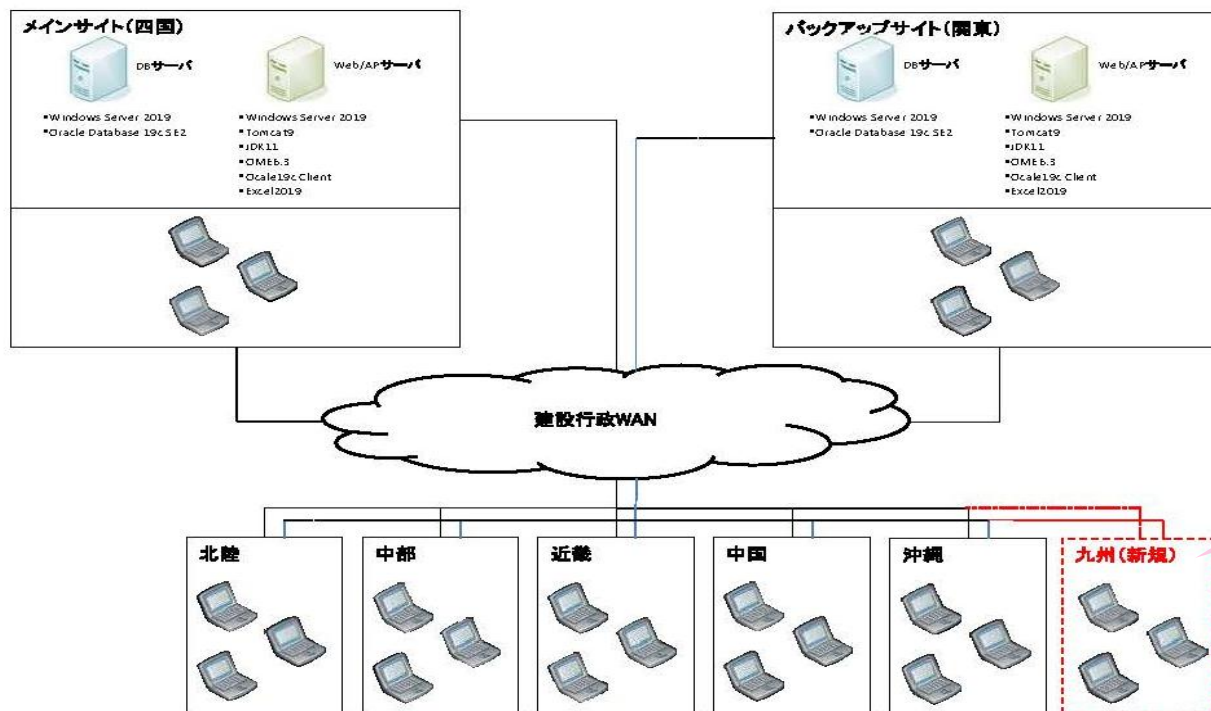 メインサイト(四国)
DBサーバ
Web/APサーバ
▪Windows Server 2019
▪Oracle Database 19c SE2
▪Windows Server 2019
▪Tomcat9
▪JDK11
▪OME6.3
▪Ocale19c Client
▪Excel2019
バックアップサイト(関東)
DBサーバ
Web/APサーバ
▪Windows Server 2019
▪Oracle Database 19c SE2
▪Windows Server 2019
▪Tomcat9
▪JDK11
▪OME6.3
▪Ocale19c Client
▪Excel2019
建設行政WAN
北陸
中部
近畿
中国
沖縄
九州(新規)